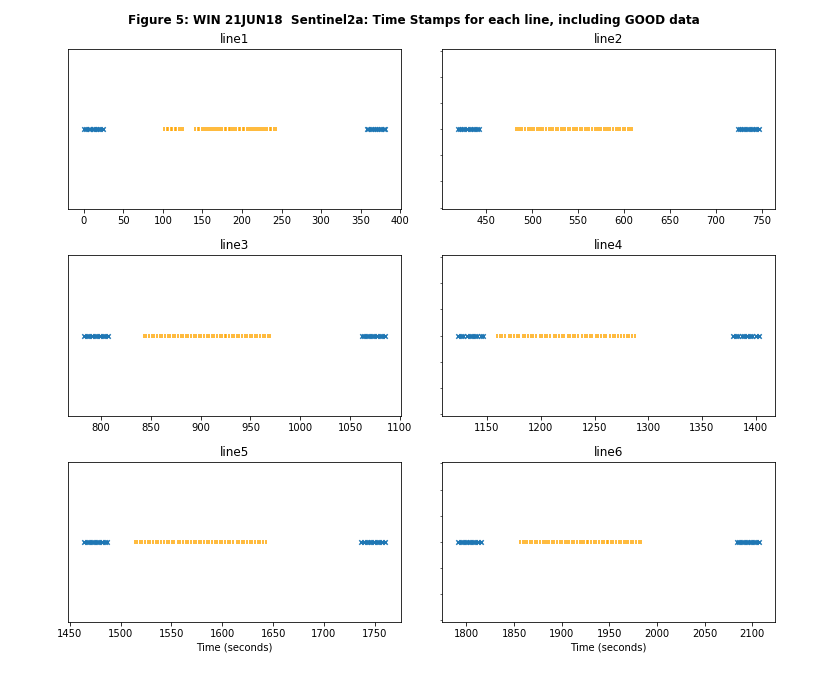 Figure 5: WIN 21JUN18  Sentinel2a: Time Stamps for each line, including GOOD data
line1
line2
0 50 100 150 200 250 300 350 400
450 500 550 600 650 700 750
line3
line4
800 850 900 950 1000 1050 1100
1150 1200 1250 1300 1350 1400
line5
line6
1450 1500 1550 1600 1650 1700 1750
1800 1850 1900 1950 2000 2050 2100
Time (seconds)
Time (seconds)